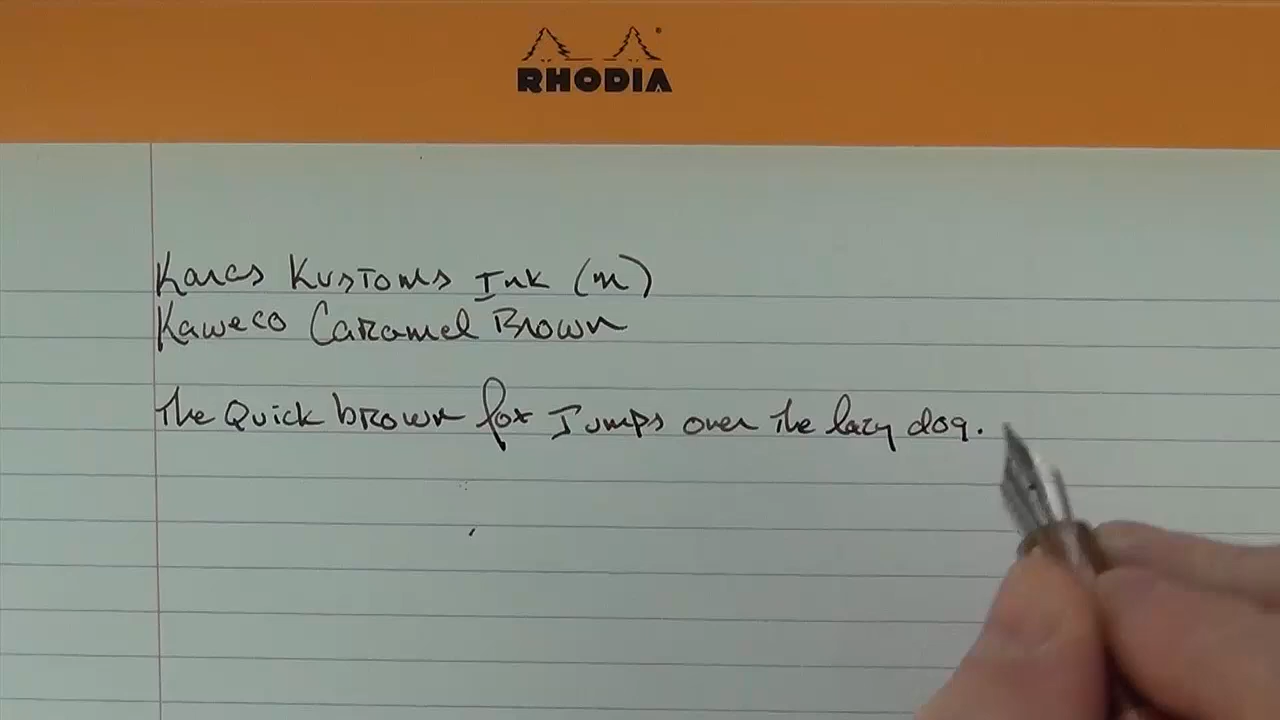 RHODIA
Karas Kustoms Ink (m)
Kaweco Caramel Brown
The Quick brown fox Jumps over the lazy dog.